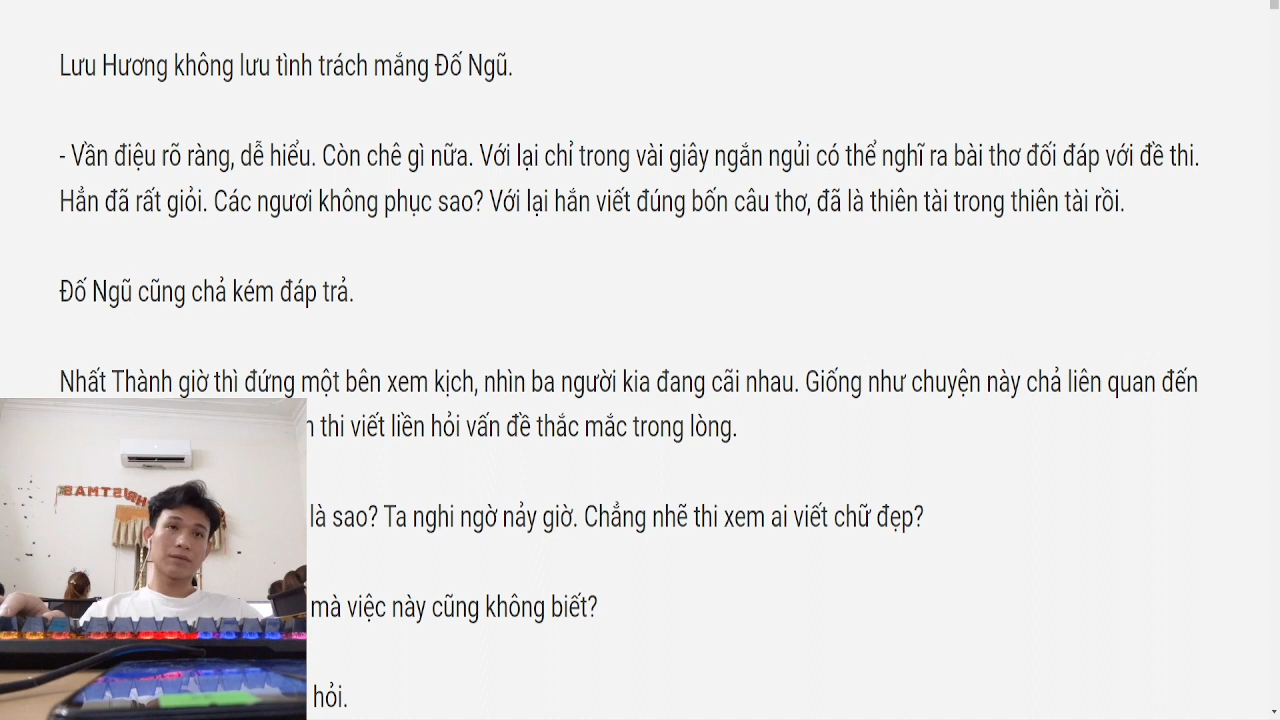 Lưu Hương không lưu tình trách mắng Đố Ngũ.
- Vần điệu rõ ràng, dễ hiểu. Còn chê gì nữa. Với lại chỉ trong vài giây ngắn ngủi có thể nghĩ ra bài thơ đối đáp với đề thi.
Hẳn đã rất giỏi. Các ngươi không phục sao? Với lại hắn viết đúng bốn câu thơ, đã là thiên tài trong thiên tài rồi.
Đố Ngũ cũng chả kém đáp trả.
Nhất Thành giờ thì đứng một bên xem kịch, nhìn ba người kia đang cãi nhau. Giống như chuyện này chả liên quan đến
thi viết liền hỏi vấn đề thắc mắc trong lòng.
là sao? Ta nghi ngờ nảy giờ. Chẳng nhẽ thi xem ai viết chữ đẹp?
mà việc này cũng không biết?
hỏi.